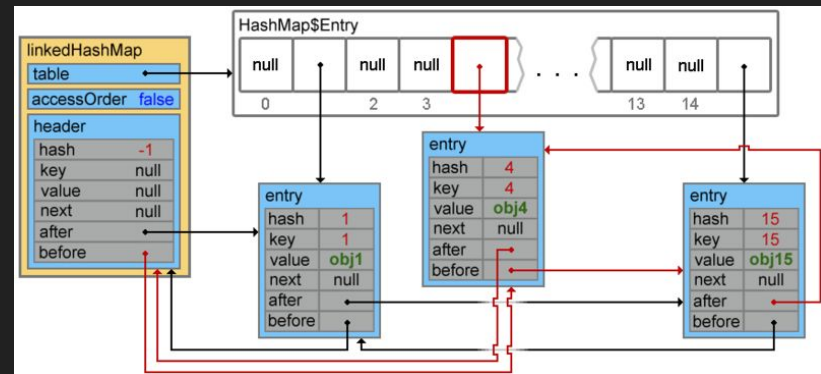 HashMap$Entry
null null null . . . null null
0 2 3 13 14
linkedHashMap
table
accessOrder false
header
hash -1
key null
value null
next null
after
before
entry
hash 1
key 1
value obj1
next null
after
before
entry
hash 4
key 4
value obj4
next null
after
before
entry
hash 15
key 15
value obj15
next null
after
before